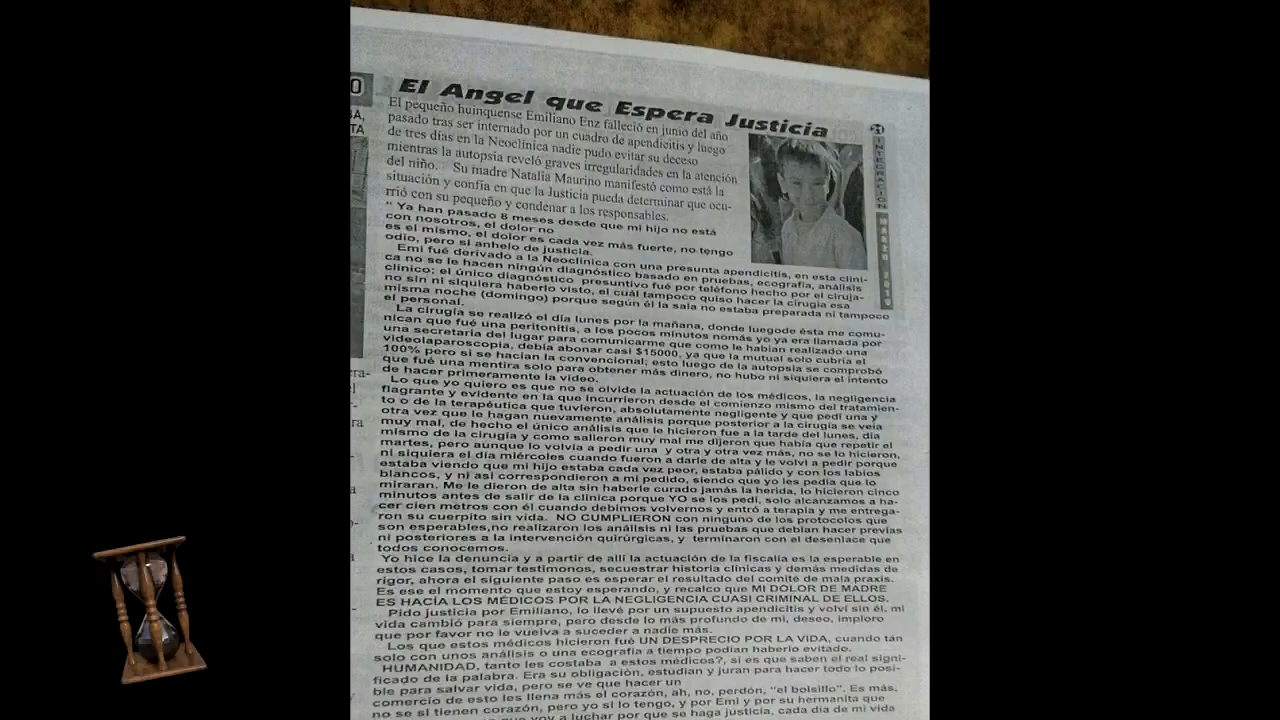 El Angel que Espera Justicia
El pequeño huinquense Emiliano Enz falleció en junio del año
pasado tras ser internado por un cuadro de apendicitis y luego
de tres días en la Neoclínica nadie pudo evitar su deceso
mientras la autopsia reveló graves irregularidades en la atención
del niño. Su madre Natalia Maurino manifestó como está la
situación y confía en que la Justicia pueda determinar que ocu-
rrió con su pequeño y condenar a los responsables.
" Ya han pasado 8 meses desde que mi hijo no está
con nosotros, el dolor no
es el mismo, el dolor es cada vez más fuerte, no tengo
odio, pero si anhelo de justicia.
Emi fué derivado a la Neoclínica con una presunta apendicitis, en esta clíni-
ca no se le hacen ningún diagnóstico basado en pruebas, ecografía, análisis
clínico; el único diagnóstico presuntivo fué por teléfono hecho por el ciruja-
no sin ni siquiera haberlo visto, el cuál tampoco quiso hacer la cirugía esa
misma noche (domingo) porque según él la sala no estaba preparada ni tampoco
el personal.
La cirugía se realizó el día lunes por la mañana, donde luegode ésta me comu-
nican que fué una peritonitis, a los pocos minutos nomás yo ya era llamada por
una secretaria del lugar para comunicarme que como le habían realizado una
videolaparoscopia, debía abonar casi $15000, ya que la mutual solo cubría el
100% pero si se hacían la convencional; esto luego de la autopsia se comprobó
que fué una mentira solo para obtener más dinero, no hubo ni siquiera el intento
de hacer primeramente la video.
Lo que yo quiero es que no se olvide la actuación de los médicos, la negligencia
flagrante y evidente en la que incurrieron desde el comienzo mismo del tratamien-
to o de la terapéutica que tuvieron, absolutamente negligente y que pedí una y
otra vez que le hagan nuevamente análisis porque posterior a la cirugía se veía
muy mal, de hecho el único análisis que le hicieron fue a la tarde del lunes, día
mismo de la cirugía y como salieron muy mal me dijeron que había que repetir el
martes, pero aunque lo volvía a pedir una y otra y otra vez más, no se lo hicieron,
ni siquiera el día miércoles cuando fueron a darle de alta y le volví a pedir porque
estaba viendo que mi hijo estaba cada vez peor, estaba pálido y con los labios
blancos, y ni así correspondieron a mi pedido, siendo que yo les pedía que lo
miraran. Me le dieron de alta sin haberle curado jamás la herida, lo hicieron cinco
minutos antes de salir de la clínica porque YO se los pedí, solo alcanzamos a ha-
cer cien metros con él cuando debimos volvernos y entró a terapia y me entrega-
ron su cuerpito sin vida. NO CUMPLIERON con ninguno de los protocolos que
son esperables,no realizaron los análisis ni las pruebas que debían hacer previas
ni posteriores a la intervención quirúrgicas, y terminaron con el desenlace que
todos conocemos.
Yo hice la denuncia y a partir de allí la actuación de la fiscalía es la esperable en
estos casos, tomar testimonos, secuestrar historia clínicas y demás medidas de
rigor, ahora el siguiente paso es esperar el resultado del comité de mala praxis.
Es ese el momento que estoy esperando, y recalco que MI DOLOR DE MADRE
ES HACÍA LOS MÉDICOS POR LA NEGLIGENCIA CUASI CRIMINAL DE ELLOS.
Pido justicia por Emiliano, lo llevé por un supuesto apendicitis y volví sin él, mi
vida cambió para siempre, pero desde lo más profundo de mi, deseo, imploro
que por favor no le vuelva a suceder a nadie más.
Los que estos médicos hicieron fué UN DESPRECIO POR LA VIDA, cuando tán
solo con unos análisis o una ecografía a tiempo podían haberlo evitado.
HUMANIDAD, tanto les costaba a estos médicos?, si es que saben el real signi-
ficado de la palabra. Era su obligación, estudian y juran para hacer todo lo posi-
ble para salvar vida, pero se ve que hacer un
comercio de esto les llena más el corazón, ah, no, perdón, "el bolsillo". Es más,
no se si tienen corazón, pero yo si lo tengo, y por Emi y por su hermanita que
que voy a luchar por que se haga justicia, cada día de mi vida
INTEGRACIÓN
MARZO 2019